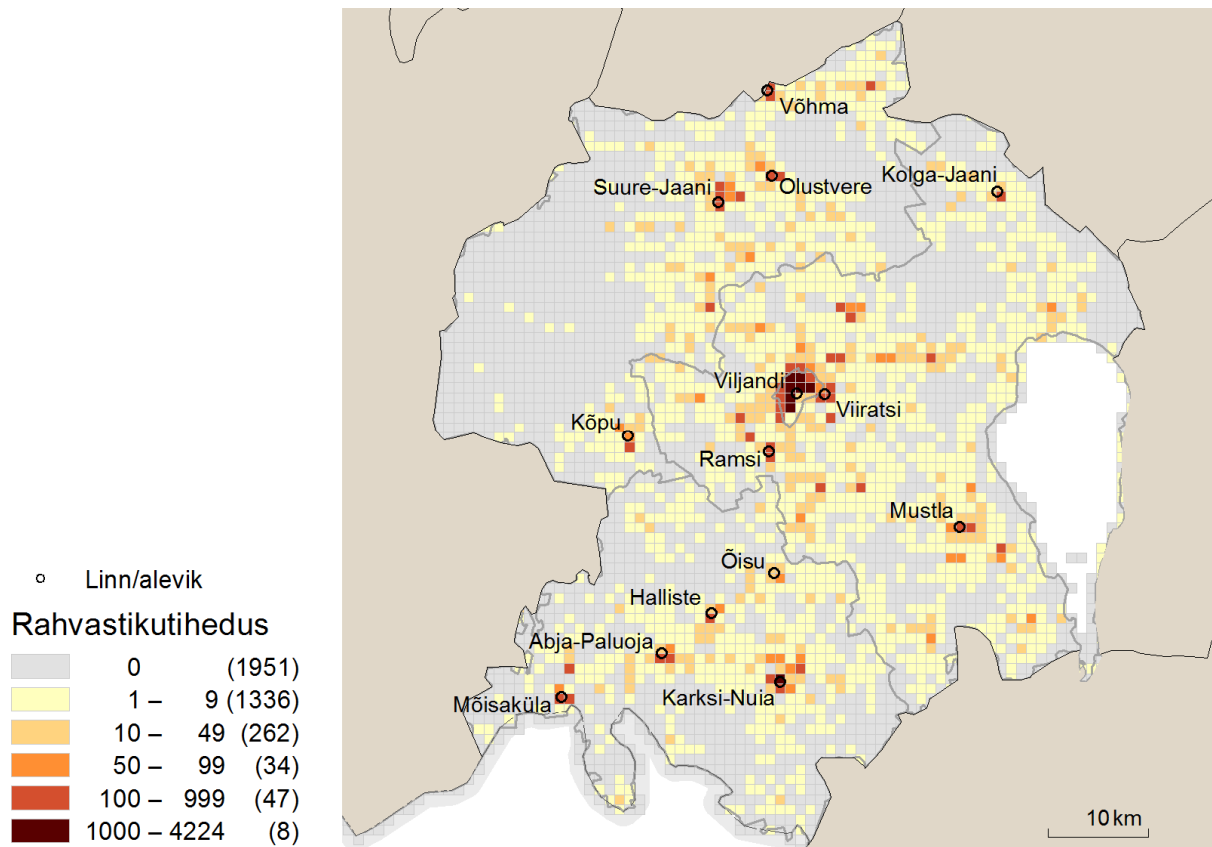 Võhma
Kolga-Jaani
Suure-Jaani
Olustvere
Viljandi
Viiratsi
Kõpu
Ramsi
Mustla
Õisu
Halliste
Abja-Paluoja
Mõisaküla
Karksi-Nuia
10 km
Linn/alevik
Rahvastikutihedus
0 (1951)
1 – 9 (1336)
10 – 49 (262)
50 – 99 (34)
100 – 999 (47)
1000 – 4224 (8)